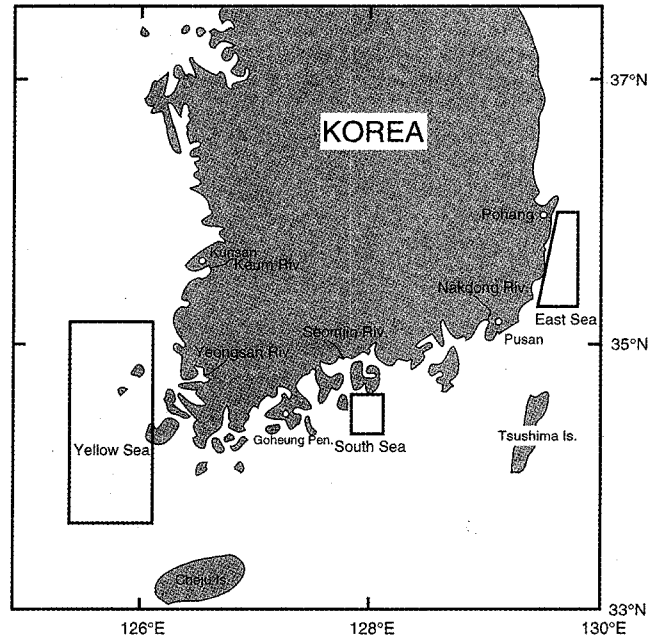 37°N
KOREA
Pohang
Kunsan
Keum Riv.
Nakdong Riv.
East Sea
Seomjin Riv.
Pusan
35°N
Yeongsan Riv.
Goheung Pen.
South Sea
Tsushima Is.
Yellow Sea
Cheju Is.
33°N
126°E
128°E
130°E